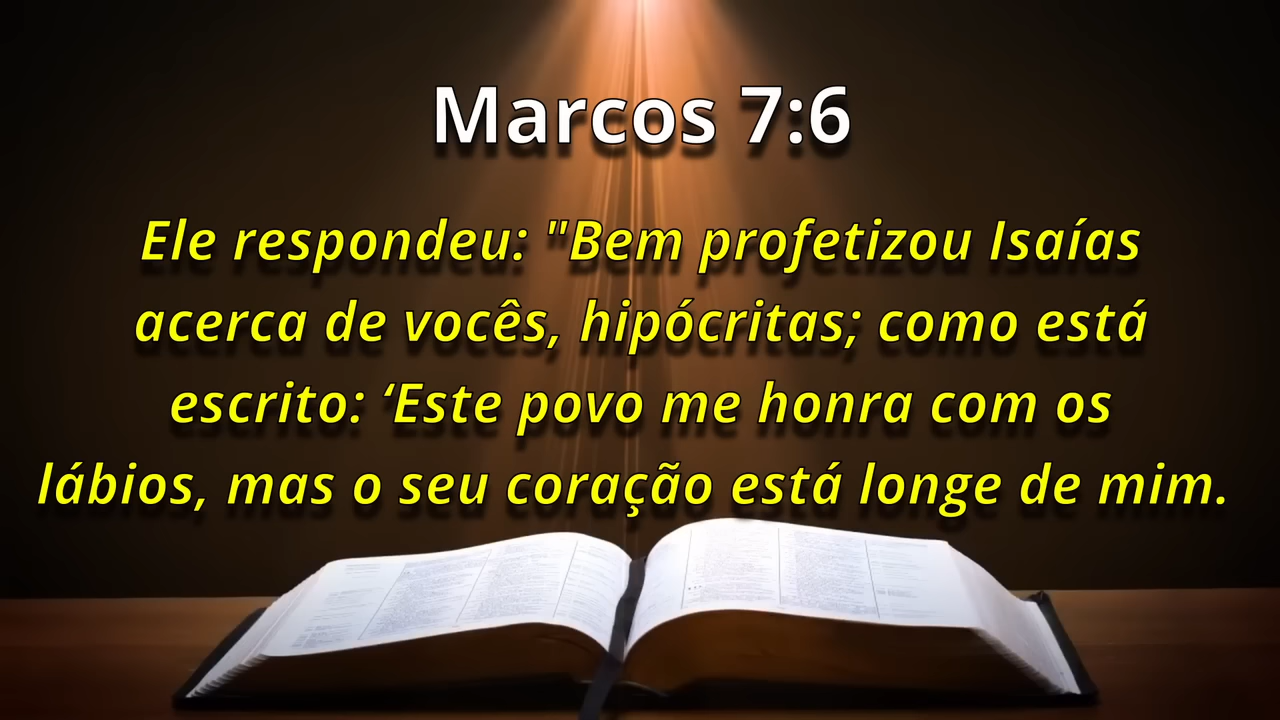 Marcos 7:6
Ele respondeu: "Bem profetizou Isaías
acerca de vocês, hipócritas; como está
escrito: ‘Este povo me honra com os
lábios, mas o seu coração está longe de mim.